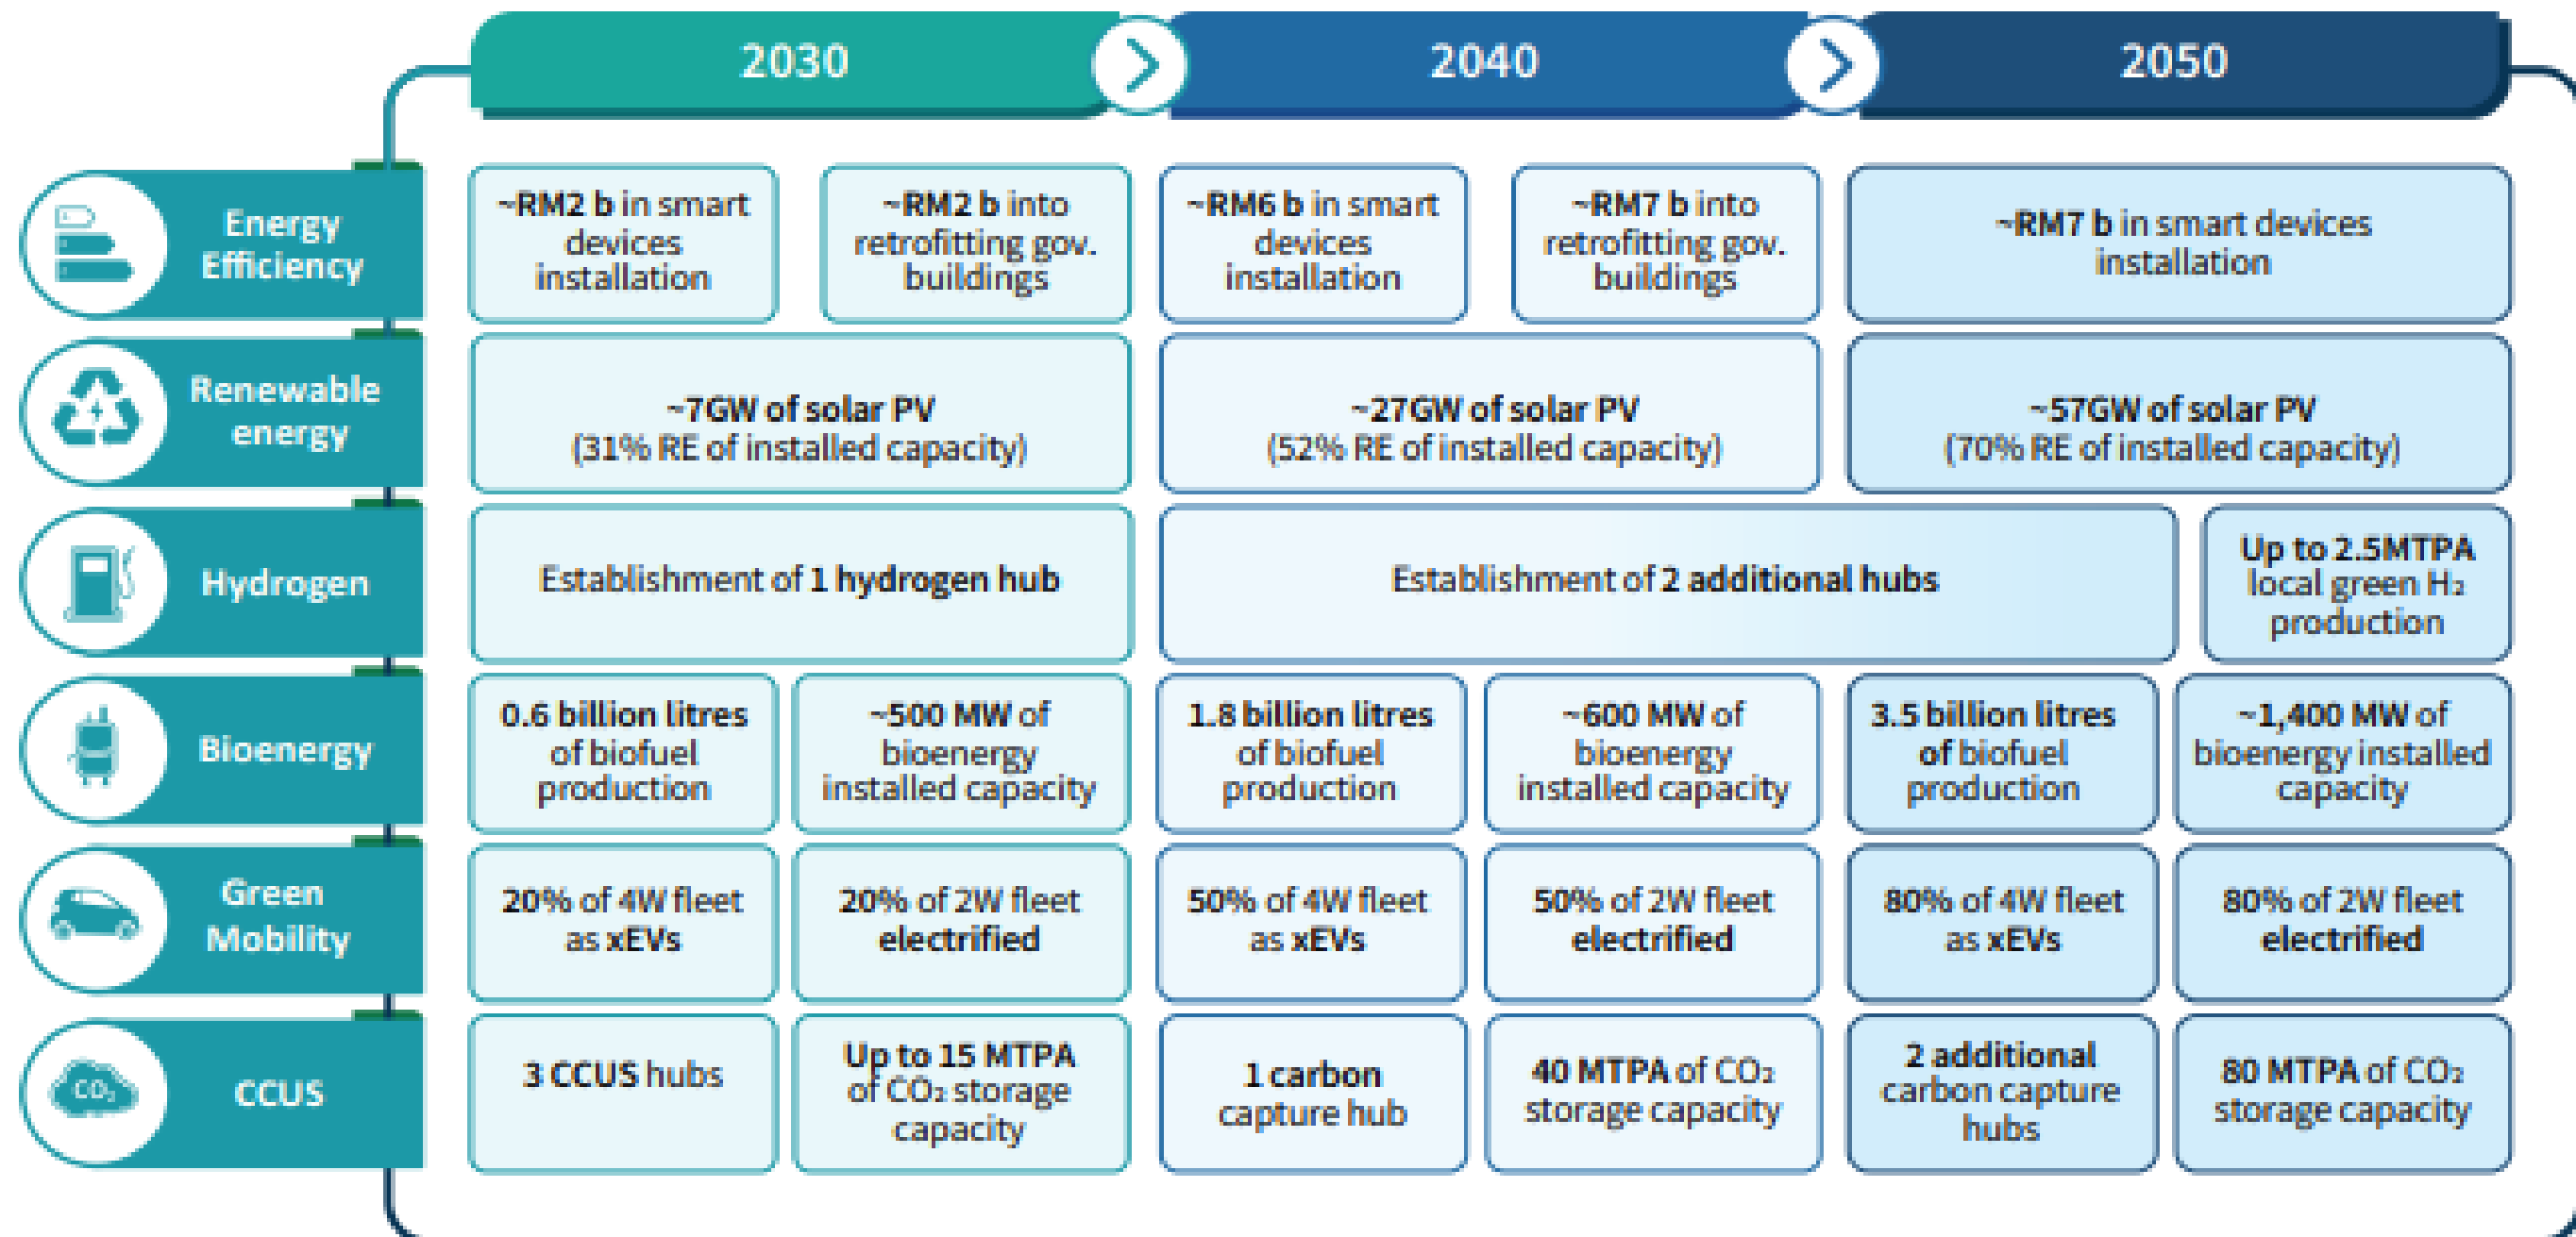 2030
2040
2050
Energy
Efficiency
~RM2 b in smart
devices
installation
~RM2 b into
retrofitting gov.
buildings
~RM6 b in smart
devices
installation
~RM7 b into
retrofitting gov.
buildings
~RM7 b in smart devices
installation
Renewable
energy
~7GW of solar PV
(31% RE of installed capacity)
~27GW of solar PV
(52% RE of installed capacity)
~57GW of solar PV
(70% RE of installed capacity)
Hydrogen
Establishment of 1 hydrogen hub
Establishment of 2 additional hubs
Up to 2.5MTPA
local green H₂
production
Bioenergy
0.6 billion litres
of biofuel
production
~500 MW of
bioenergy
installed capacity
1.8 billion litres
of biofuel
production
~600 MW of
bioenergy
installed capacity
3.5 billion litres
of biofuel
production
~1,400 MW of
bioenergy installed
capacity
Green
Mobility
20% of 4W fleet
as xEVs
20% of 2W fleet
electrified
50% of 4W fleet
as xEVs
50% of 2W fleet
electrified
80% of 4W fleet
as xEVs
80% of 2W fleet
electrified
CO₂
CCUS
3 CCUS hubs
Up to 15 MTPA
of CO₂ storage
capacity
1 carbon
capture hub
40 MTPA of CO₂
storage capacity
2 additional
carbon capture
hubs
80 MTPA of CO₂
storage capacity